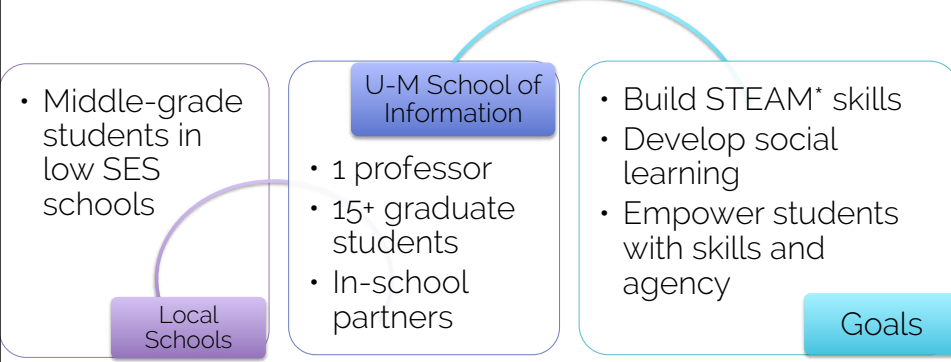 • Middle-grade
students in
low SES
schools
Local
Schools
U-M School of
Information
• 1 professor
• 15+ graduate
students
• In-school
partners
• Build STEAM* skills
• Develop social
learning
• Empower students
with skills and
agency
Goals